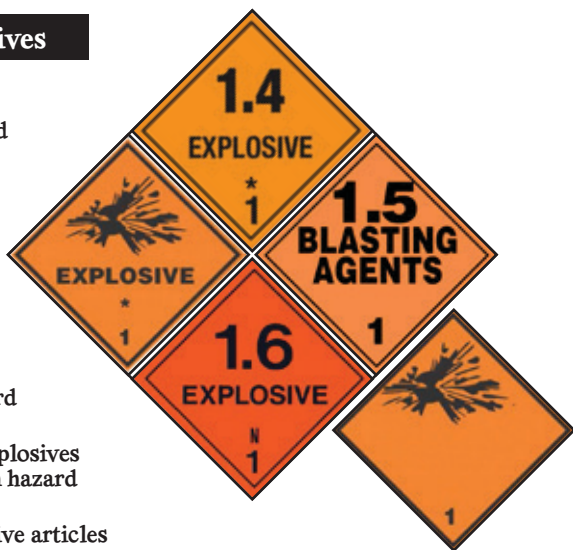 ives
d
1.4
EXPLOSIVE
*
1
EXPLOSIVE
*
1
1.5
BLASTING
AGENTS
1
1.6
EXPLOSIVE
N
1
1
rd
plosives
hazard
ive articles